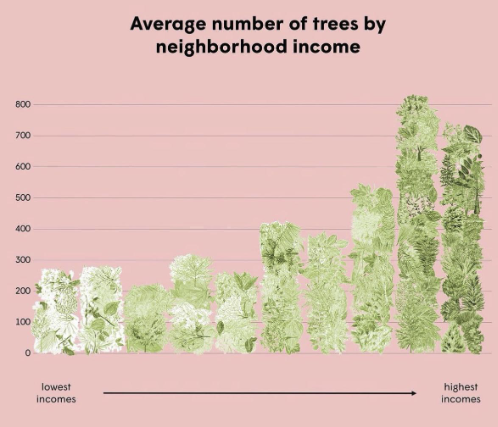 Average number of trees by
neighborhood income
800
700
600
500
400
300
200
100
0
lowest
incomes
highest
incomes